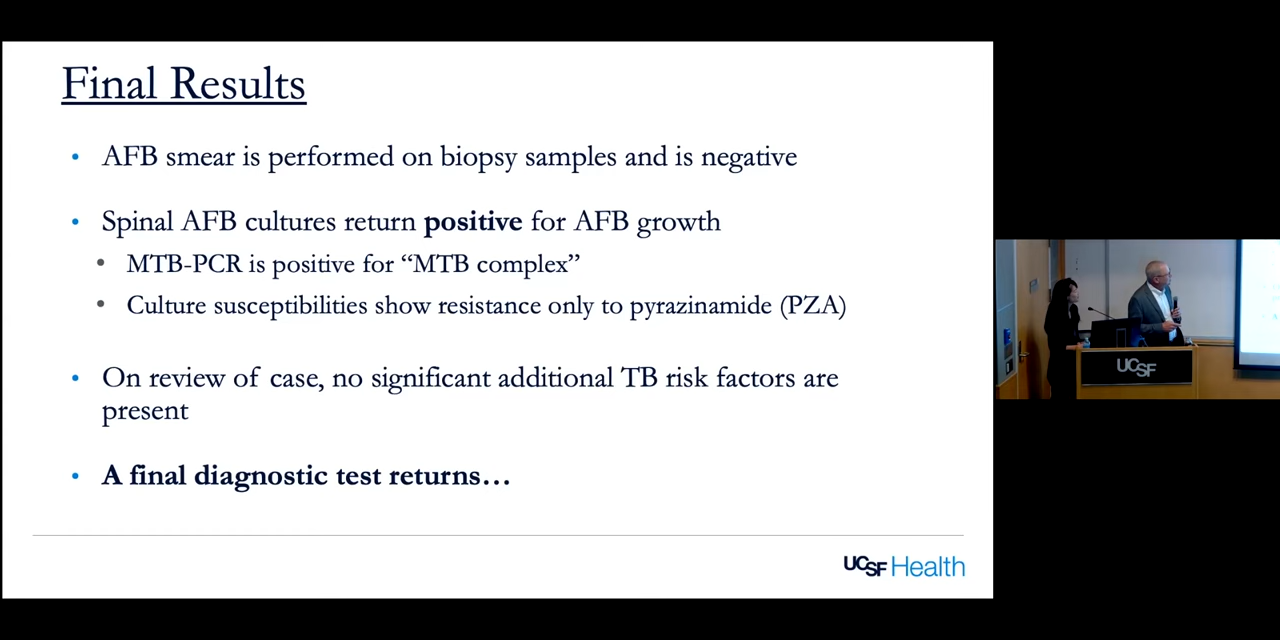 Final Results
• AFB smear is performed on biopsy samples and is negative
• Spinal AFB cultures return positive for AFB growth
• MTB-PCR is positive for “MTB complex”
• Culture susceptibilities show resistance only to pyrazinamide (PZA)
• On review of case, no significant additional TB risk factors are
present
• A final diagnostic test returns…
UCSF Health
UCSF